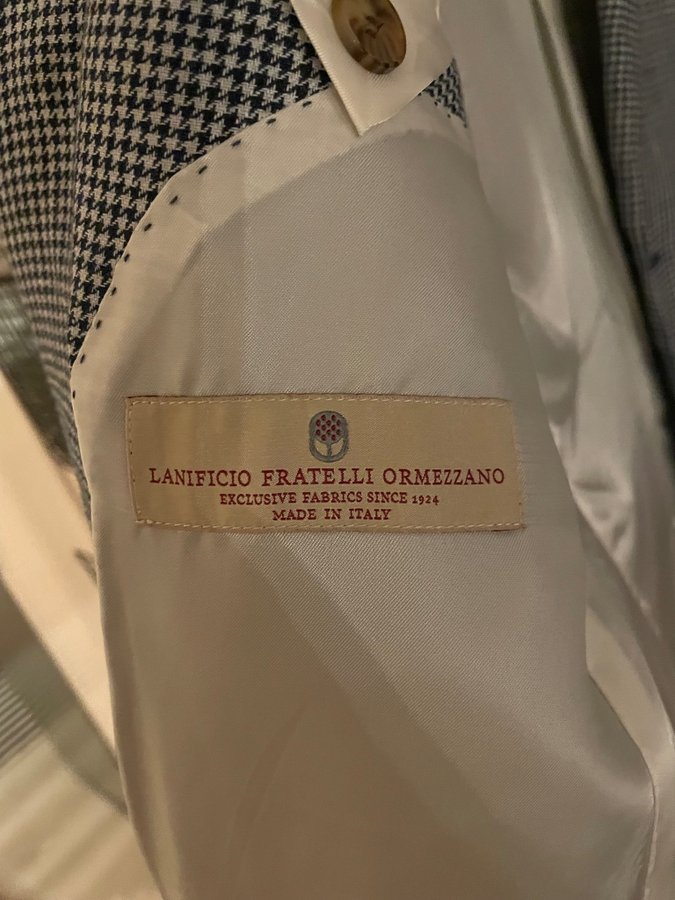 LANIFICIO FRATELLI ORMEZZANO
EXCLUSIVE FABRICS SINCE 1924
MADE IN ITALY